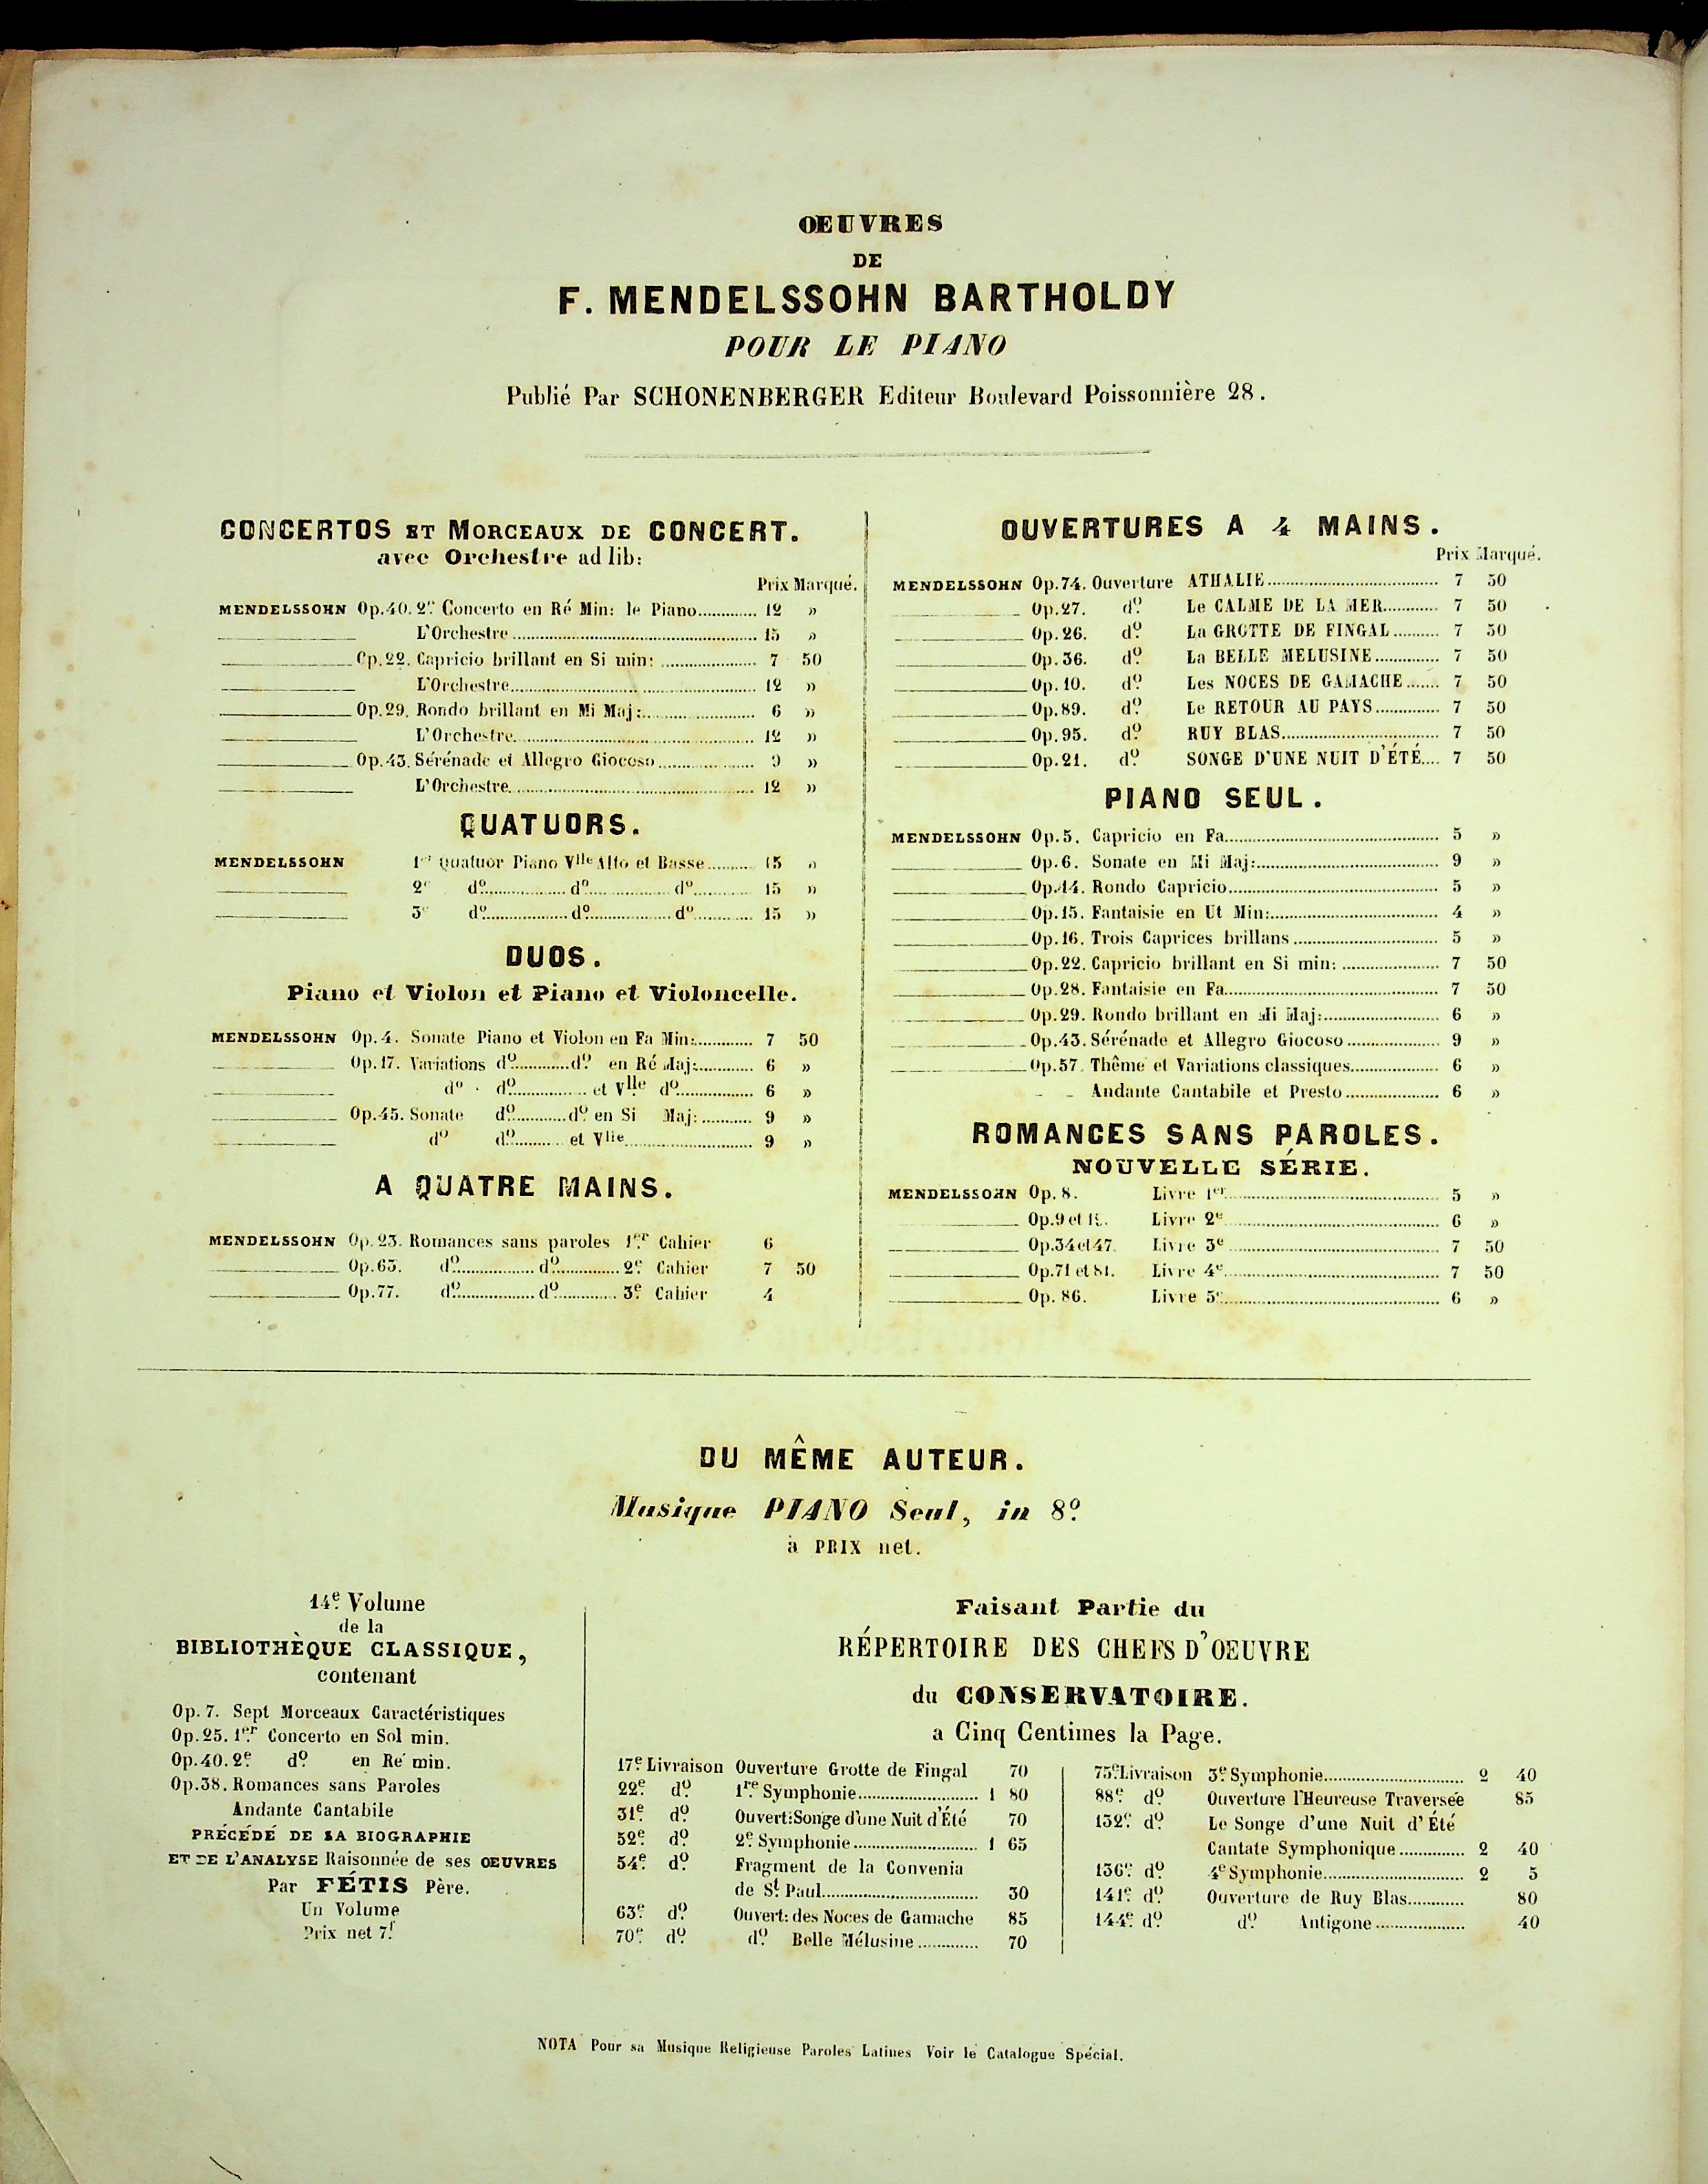 ŒUVRES
DE
F. MENDELSSOHN BARTHOLDY
POUR LE PIANO
Publié Par SCHONENBERGER Editeur Boulevard Poissonnière 28.
CONCERTOS ET MORCEAUX DE CONCERT.
avec Orchestre ad lib:
Prix Marqué.
MENDELSSOHN Op.40. 2e Concerto en Ré Min: le Piano............ 12 »
L'Orchestre............ 15 »
Op.22. Capricio brillant en Si min: ............ 7 50
L'Orchestre............ 12 »
Op.29. Rondo brillant en Mi Maj:............ 6 »
L'Orchestre............ 12 »
Op.43. Sérénade et Allegro Giocoso............ 9 »
L'Orchestre............ 12 »
QUATUORS.
MENDELSSOHN 1er Quatuor Piano Vlle Alto et Basse.......... 15 »
2e do............ do............ do............ 15 »
3e do............ do............ do............ 15 »
DUOS.
Piano et Violon et Piano et Violoncelle.
MENDELSSOHN Op.4. Sonate Piano et Violon en Fa Min:............ 7 50
Op.17. Variations do............do en Ré Maj:............ 6 »
do do............ et Vlle do............ 6 »
Op.45. Sonate do............do en Si Maj:........... 9 »
do do............ et Vlle............ 9 »
A QUATRE MAINS.
MENDELSSOHN Op.23. Romances sans paroles 1er Cahier 6
Op.63. do............ do............ 2e Cahier 7 50
Op.77. do............ do............ 3e Cahier 4
OUVERTURES A 4 MAINS.
Prix Marqué.
MENDELSSOHN Op.74. Ouverture ATHALIE............ 7 50
Op.27. do Le CALME DE LA MER............ 7 50
Op.26. do La GROTTE DE FINGAL.......... 7 50
Op.36. do La BELLE MELUSINE.............. 7 50
Op.10. do Les NOCES DE GAMACHE....... 7 50
Op.89. do Le RETOUR AU PAYS.............. 7 50
Op.95. do RUY BLAS............ 7 50
Op.21. do SONGE D'UNE NUIT D'ÉTÉ.... 7 50
PIANO SEUL.
MENDELSSOHN Op.5. Capricio en Fa............ 5 »
Op.6. Sonate en Mi Maj:............ 9 »
Op.14. Rondo Capricio............ 5 »
Op.15. Fantaisie en Ut Min:............ 4 »
Op.16. Trois Caprices brillans............ 5 »
Op.22. Capricio brillant en Si min: ............ 7 50
Op.28. Fantaisie en Fa............ 7 50
Op.29. Rondo brillant en Mi Maj:............ 6 »
Op.43. Sérénade et Allegro Giocoso............ 9 »
Op.57. Thême et Variations classiques............ 6 »
Andante Cantabile et Presto............ 6 »
ROMANCES SANS PAROLES.
NOUVELLE SÉRIE.
MENDELSSOHN Op. 8. Livre 1er............ 5 »
Op.9 et Livre 2e............ 6 »
Op.34 et 47. Livre 3e............ 7 50
Op.71 et 81. Livre 4e............ 7 50
Op. 86. Livre 5e............ 6 »
DU MÊME AUTEUR.
Musique PIANO Seul, in 8o
à PRIX net.
14e Volume
de la
BIBLIOTHÈQUE CLASSIQUE,
contenant
Op. 7. Sept Morceaux Caractéristiques
Op.25. 1er Concerto en Sol min.
Op.40. 2e do en Ré min.
Op.38. Romances sans Paroles
Andante Cantabile
PRÉCÉDÉ DE SA BIOGRAPHIE
ET DE L'ANALYSE Raisonnée de ses ŒUVRES
Par FÉTIS Père.
Un Volume
Prix net 7f
Faisant Partie du
RÉPERTOIRE DES CHEFS D'OEUVRE
du CONSERVATOIRE.
a Cinq Centimes la Page.
17e Livraison Ouverture Grotte de Fingal 70
22e do 1re Symphonie............ 1 80
31e do Ouvert: Songe d'une Nuit d'Été 70
52e do 2e Symphonie............ 1 65
54e do Fragment de la Convenia
de St Paul............ 30
63e do Ouvert: des Noces de Gamache 85
70e do do Belle Mélusine............. 70
75e Livraison 3e Symphonie............ 2 40
88e do Ouverture l'Heureuse Traversée 85
132e do Le Songe d'une Nuit d'Été
Cantate Symphonique.............. 2 40
136e do 4e Symphonie............ 2 5
141e do Ouverture de Ruy Blas............ 80
144e do do Antigone............ 40
NOTA Pour sa Musique Religieuse Paroles Latines Voir le Catalogue Spécial.